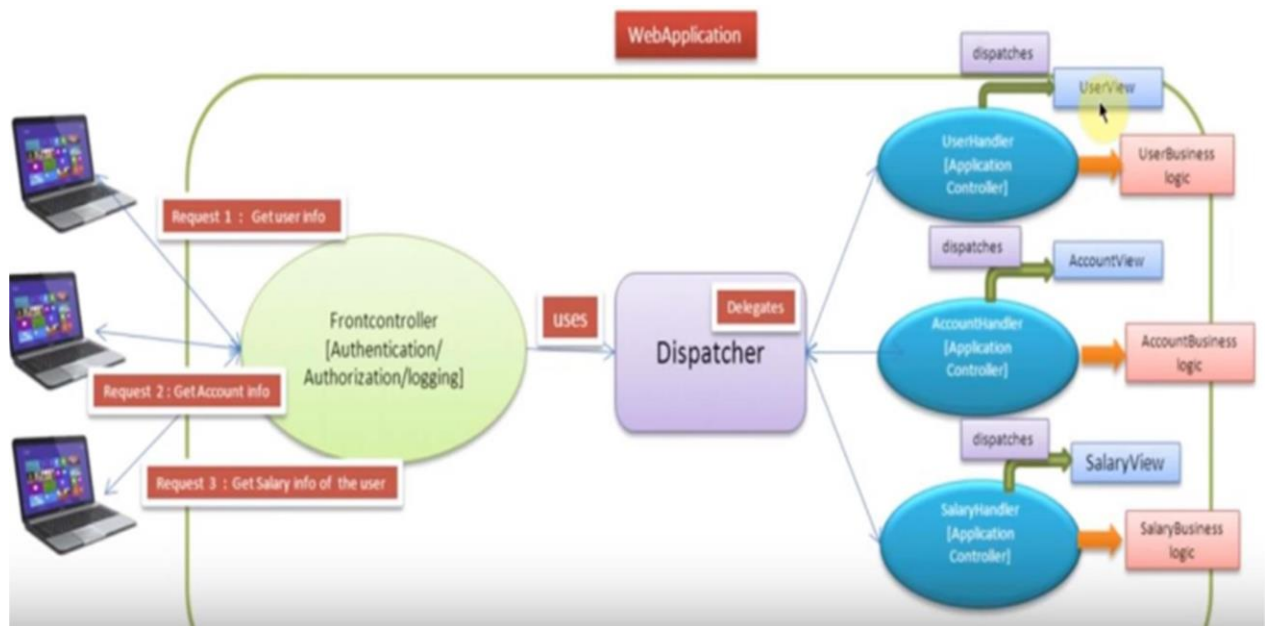 WebApplication
dispatches
UserView
UserHandler
[Application
Controller]
UserBusiness
logic
Request 1 : Get user info
dispatches
AccountView
Frontcontroller
[Authentication/
Authorization/logging]
uses
Dispatcher
Delegates
AccountHandler
[Application
Controller]
AccountBusiness
logic
Request 2 : Get Account info
dispatches
SalaryView
Request 3 : Get Salary info of the user
SalaryHandler
[Application
Controller]
SalaryBusiness
logic